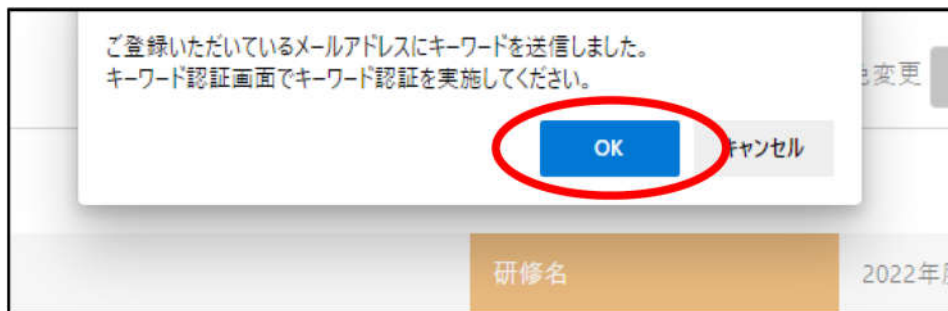 ご登録いただいているメールアドレスにキーワードを送信しました。
キーワード認証画面でキーワード認証を実施してください。
変更
OK
キャンセル
研修名
2022年